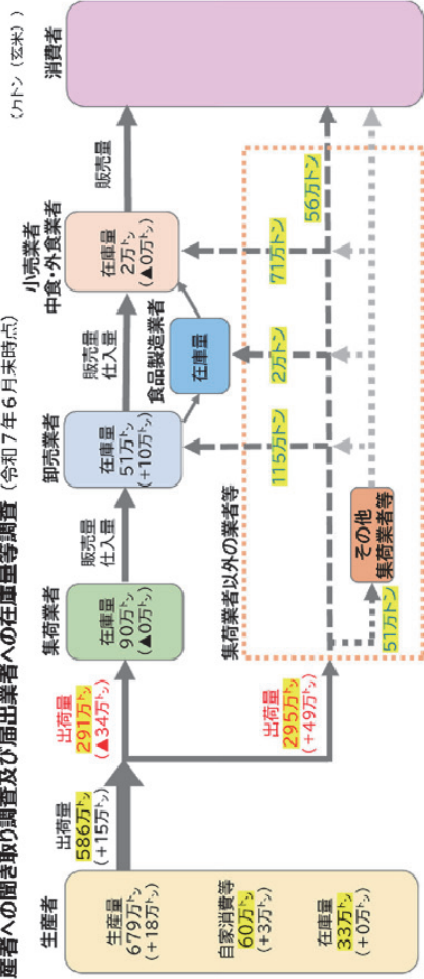 産者への聞き取り調査及び届出業者への在庫量等調査(令和7年6月末時点)
(万トン(玄米))
生産者
生産量
679万トン
(+18万トン)
自家消費等
60万トン
(+3万トン)
在庫量
33万トン
(+0万トン)
出荷量
586万トン
(+15万トン)
出荷量
291万トン
(▲34万トン)
出荷量
295万トン
(+49万トン)
集荷業者
在庫量
90万トン
(▲0万トン)
販売量
仕入量
卸売業者
在庫量
51万トン
(+10万トン)
販売量
仕入量
食品製造業者
在庫量
小売業者
中食・外食業者
在庫量
2万トン
(▲0万トン)
販売量
消費者
集荷業者以外の業者等
115万トン
2万トン
71万トン
56万トン
51万トン
その他
集荷業者等